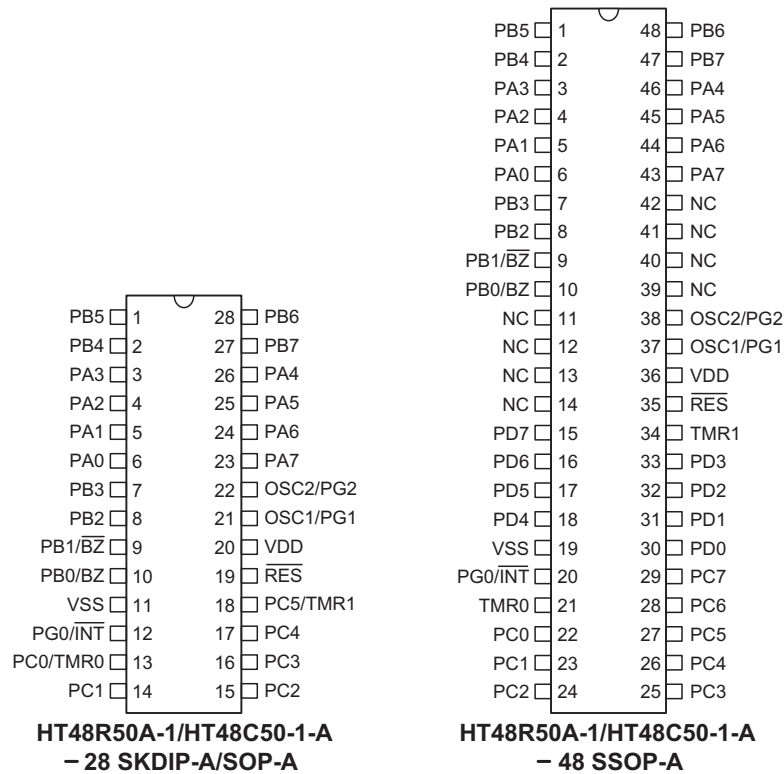 PB5 1 28 PB6
PB4 2 27 PB7
PA3 3 26 PA4
PA2 4 25 PA5
PA1 5 24 PA6
PA0 6 23 PA7
PB3 7 22 OSC2/PG2
PB2 8 21 OSC1/PG1
PB1/B̅Z̅ 9 20 VDD
PB0/BZ 10 19 R̅E̅S̅
VSS 11 18 PC5/TMR1
PG0/I̅N̅T̅ 12 17 PC4
PC0/TMR0 13 16 PC3
PC1 14 15 PC2
HT48R50A-1/HT48C50-1-A
– 28 SKDIP-A/SOP-A
PB5 1 48 PB6
PB4 2 47 PB7
PA3 3 46 PA4
PA2 4 45 PA5
PA1 5 44 PA6
PA0 6 43 PA7
PB3 7 42 NC
PB2 8 41 NC
PB1/B̅Z̅ 9 40 NC
PB0/BZ 10 39 NC
NC 11 38 OSC2/PG2
NC 12 37 OSC1/PG1
NC 13 36 VDD
NC 14 35 R̅E̅S̅
PD7 15 34 TMR1
PD6 16 33 PD3
PD5 17 32 PD2
PD4 18 31 PD1
VSS 19 30 PD0
PG0/I̅N̅T̅ 20 29 PC7
TMR0 21 28 PC6
PC0 22 27 PC5
PC1 23 26 PC4
PC2 24 25 PC3
HT48R50A-1/HT48C50-1-A
– 48 SSOP-A